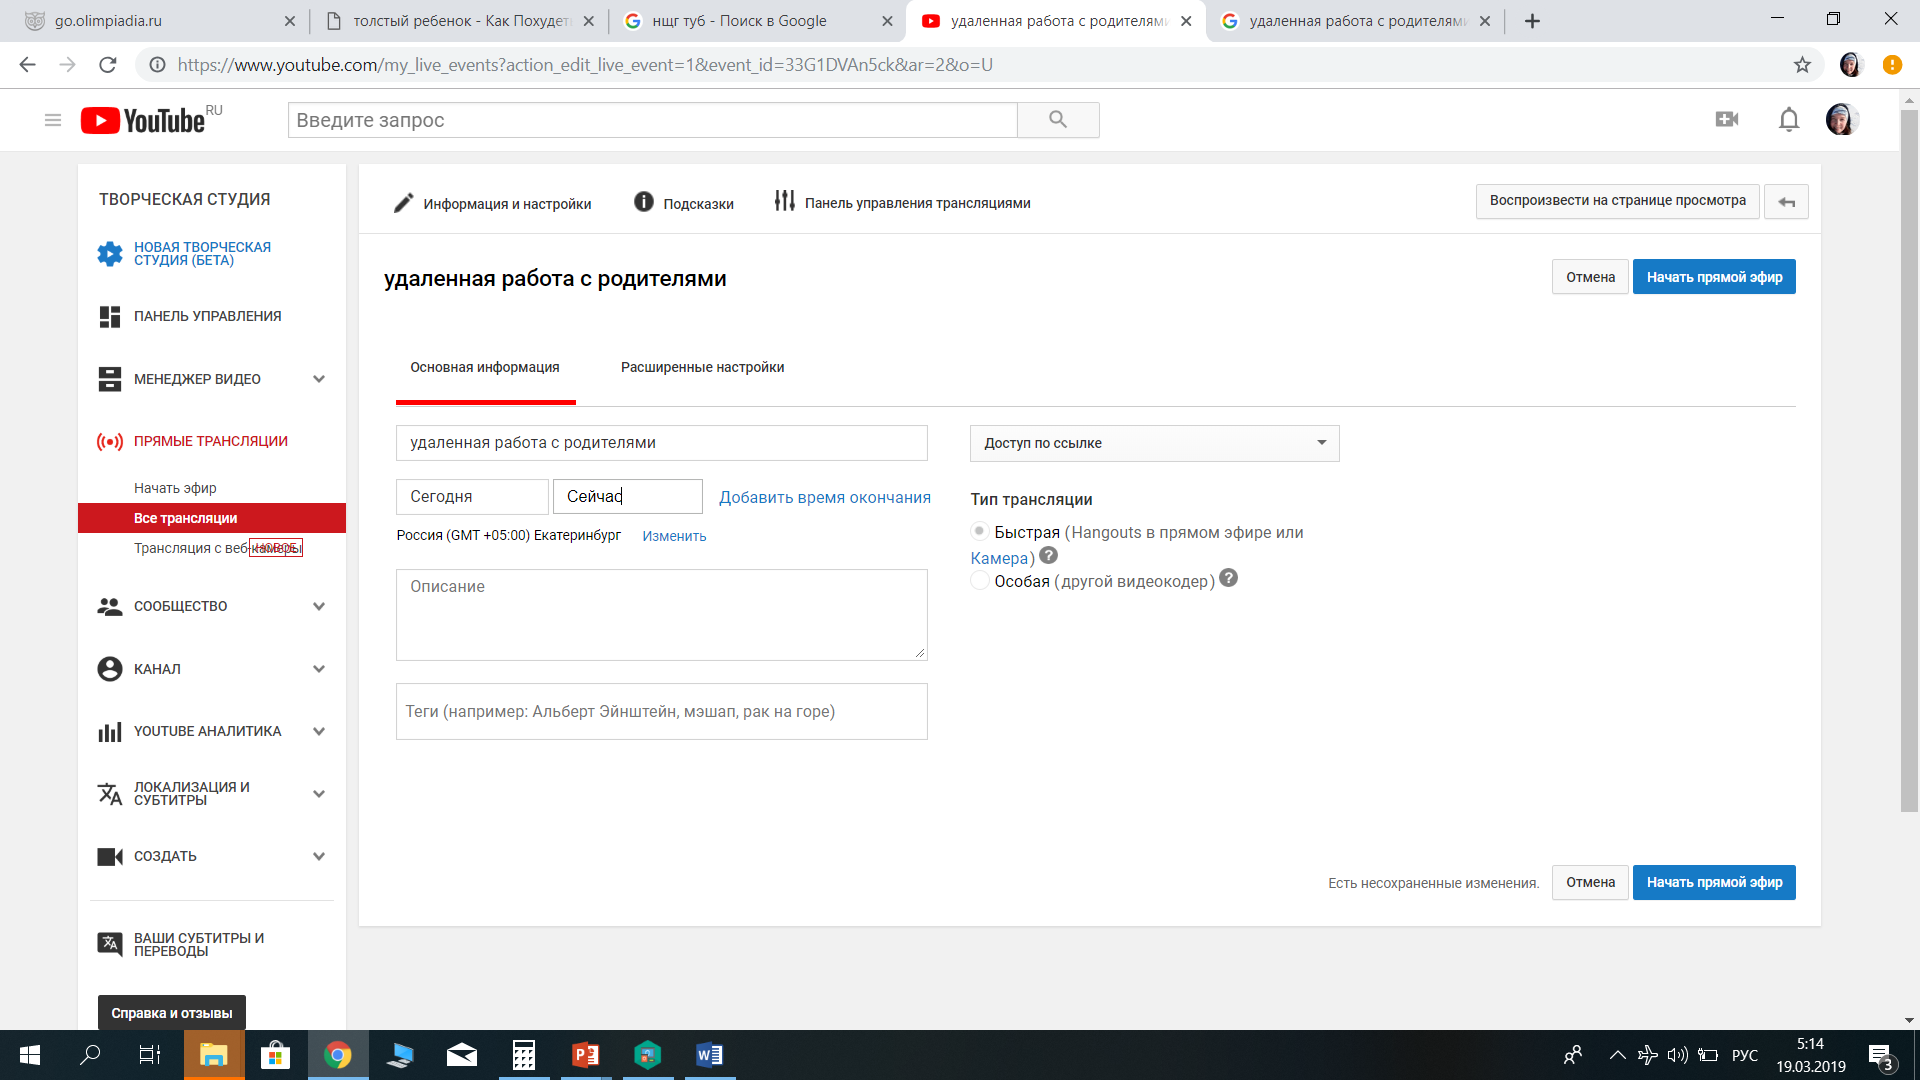 go.olimpiadia.ru
толстый ребенок - Как Похудет
нщг туб - Поиск в Google
удаленная работа с родителями
удаленная работа с родителями
https://www.youtube.com/my_live_events?action_edit_live_event=1&event_id=33G1DVAn5ck&ar=2&o=U
YouTube RU
Введите запрос
ТВОРЧЕСКАЯ СТУДИЯ
НОВАЯ ТВОРЧЕСКАЯ
СТУДИЯ (БЕТА)
ПАНЕЛЬ УПРАВЛЕНИЯ
МЕНЕДЖЕР ВИДЕО
ПРЯМЫЕ ТРАНСЛЯЦИИ
Начать эфир
Все трансляции
Трансляция с веб-камеры НОВОЕ
СООБЩЕСТВО
КАНАЛ
YOUTUBE АНАЛИТИКА
ЛОКАЛИЗАЦИЯ И
СУБТИТРЫ
СОЗДАТЬ
ВАШИ СУБТИТРЫ И
ПЕРЕВОДЫ
Справка и отзывы
Информация и настройки
Подсказки
Панель управления трансляциями
Воспроизвести на странице просмотра
удаленная работа с родителями
Отмена
Начать прямой эфир
Основная информация
Расширенные настройки
удаленная работа с родителями
Сегодня
Сейчас
Добавить время окончания
Россия (GMT +05:00) Екатеринбург
Изменить
Описание
Теги (например: Альберт Эйнштейн, мэшап, рак на горе)
Доступ по ссылке
Тип трансляции
Быстрая (Hangouts в прямом эфире или
Камера) ?
Особая (другой видеокодер) ?
Есть несохраненные изменения.
Отмена
Начать прямой эфир
РУС
5:14
19.03.2019
3